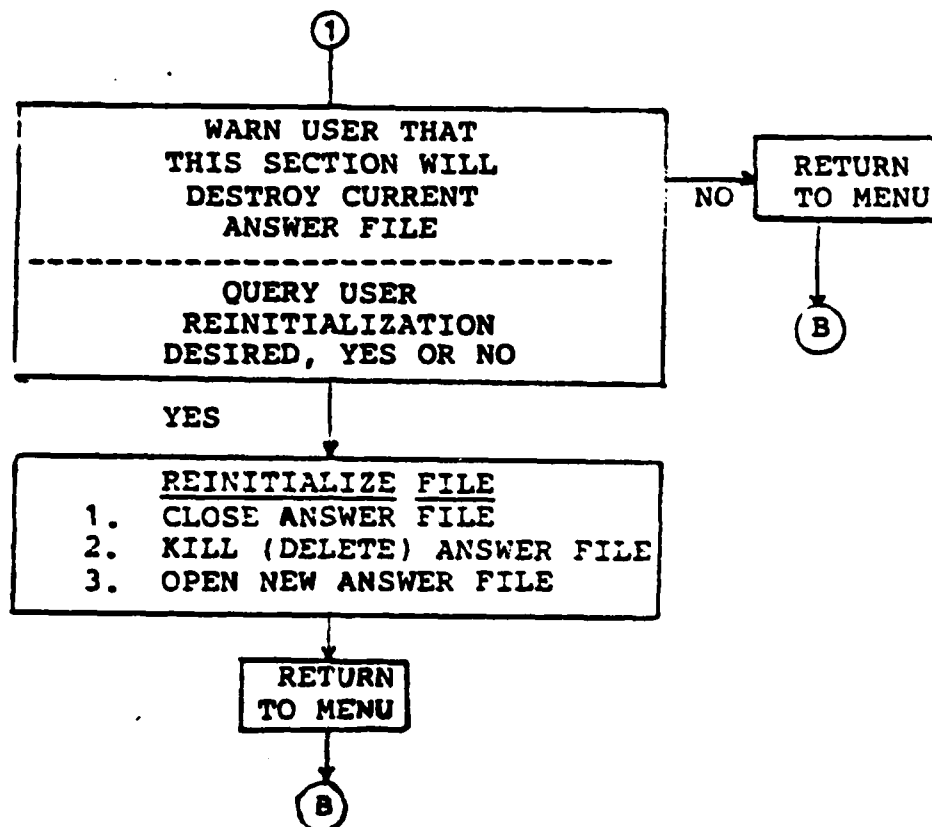 1
WARN USER THAT
THIS SECTION WILL
DESTROY CURRENT
ANSWER FILE
QUERY USER
REINITIALIZATION
DESIRED, YES OR NO
NO
RETURN
TO MENU
B
YES
REINITIALIZE FILE
1. CLOSE ANSWER FILE
2. KILL (DELETE) ANSWER FILE
3. OPEN NEW ANSWER FILE
RETURN
TO MENU
B